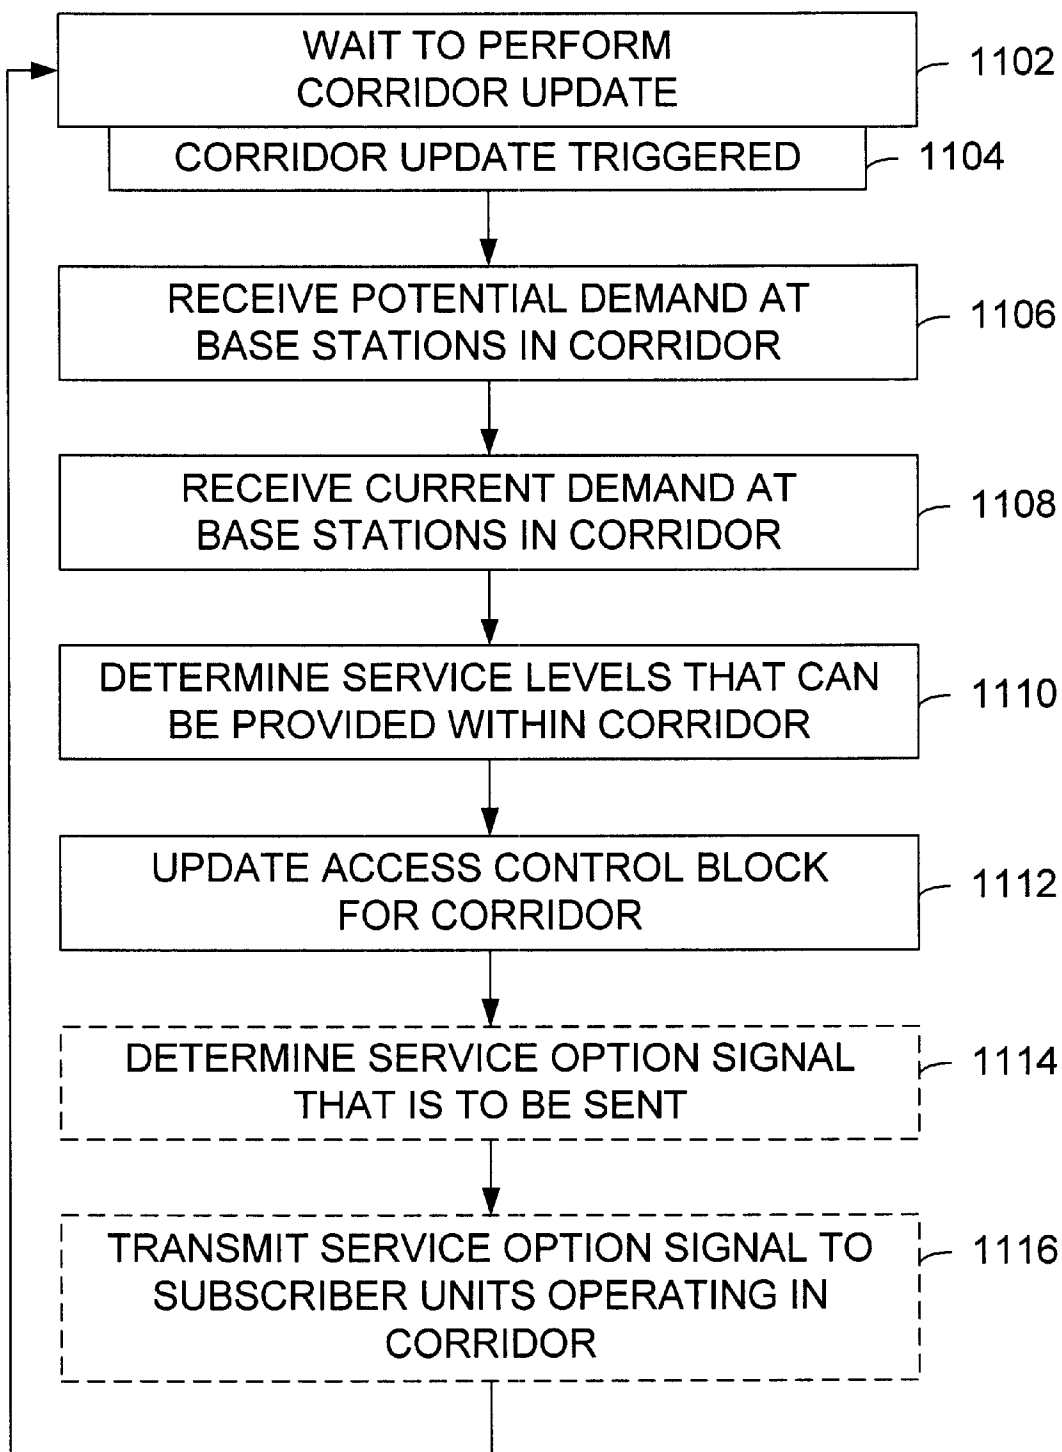 WAIT TO PERFORM
CORRIDOR UPDATE
1102
CORRIDOR UPDATE TRIGGERED
1104
RECEIVE POTENTIAL DEMAND AT
BASE STATIONS IN CORRIDOR
1106
RECEIVE CURRENT DEMAND AT
BASE STATIONS IN CORRIDOR
1108
DETERMINE SERVICE LEVELS THAT CAN
BE PROVIDED WITHIN CORRIDOR
1110
UPDATE ACCESS CONTROL BLOCK
FOR CORRIDOR
1112
DETERMINE SERVICE OPTION SIGNAL
THAT IS TO BE SENT
1114
TRANSMIT SERVICE OPTION SIGNAL TO
SUBSCRIBER UNITS OPERATING IN
CORRIDOR
1116